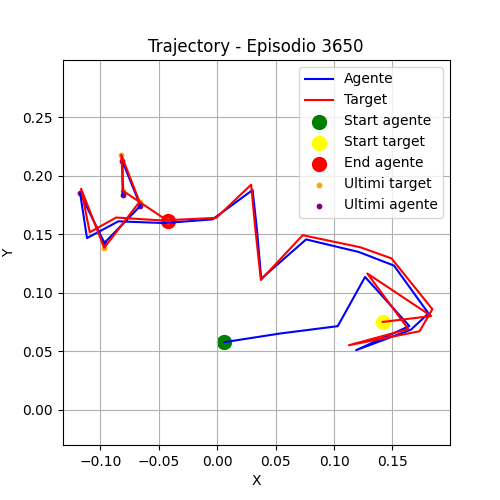 Trajectory - Episodio 3650
Agente
Target
Start agente
Start target
End agente
Ultimi target
Ultimi agente
Y
0.25
0.20
0.15
0.10
0.05
0.00
−0.10
−0.05
0.00
0.05
0.10
0.15
X